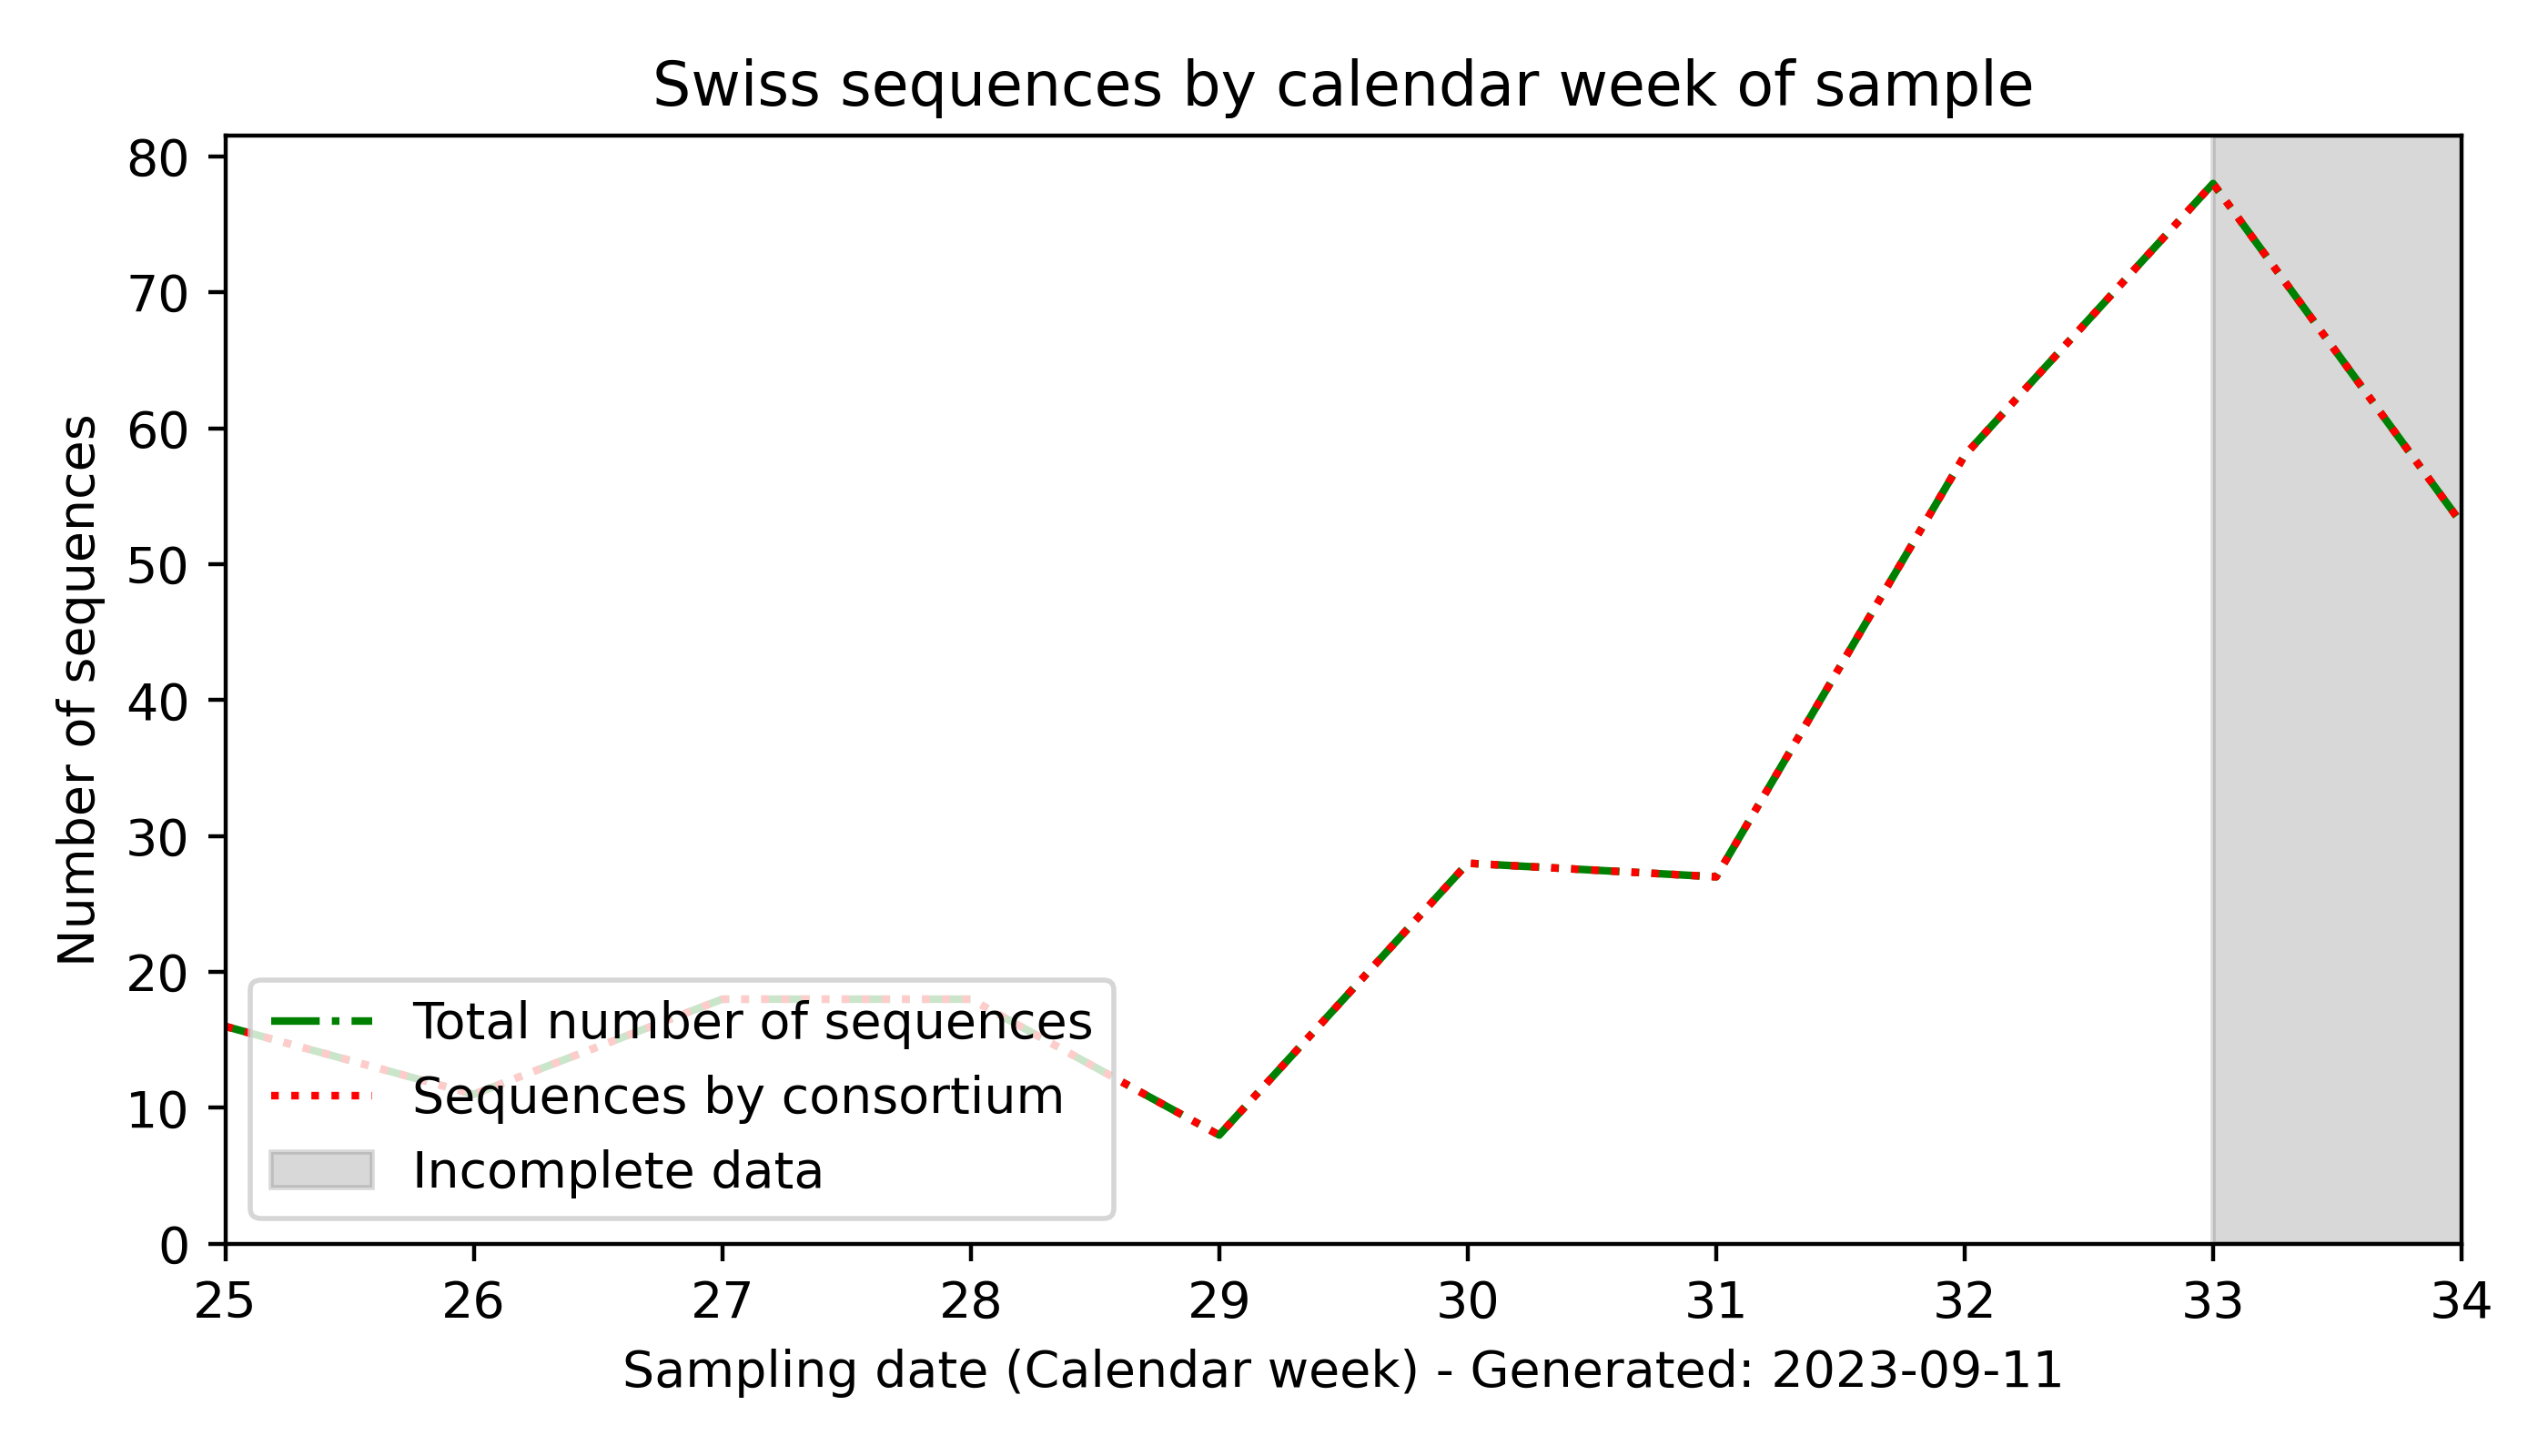 Swiss sequences by calendar week of sample
Number of sequences
80
70
60
50
40
30
20
10
0
Total number of sequences
Sequences by consortium
Incomplete data
25 26 27 28 29 30 31 32 33 34
Sampling date (Calendar week) - Generated: 2023-09-11